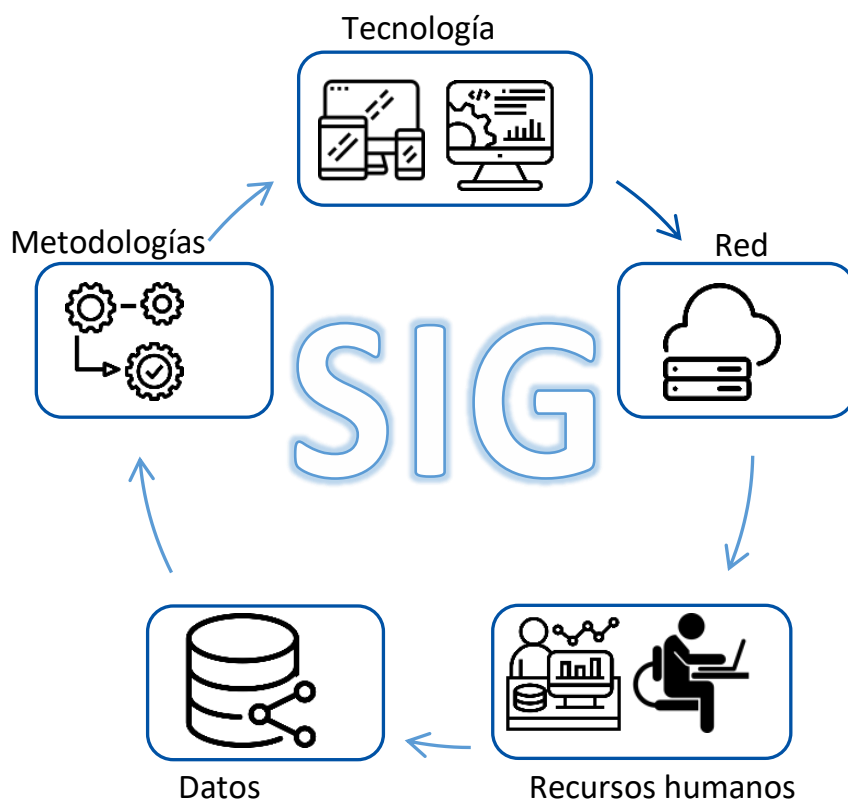 Tecnología
Metodologías
Red
</>
SIG
Datos
Recursos humanos